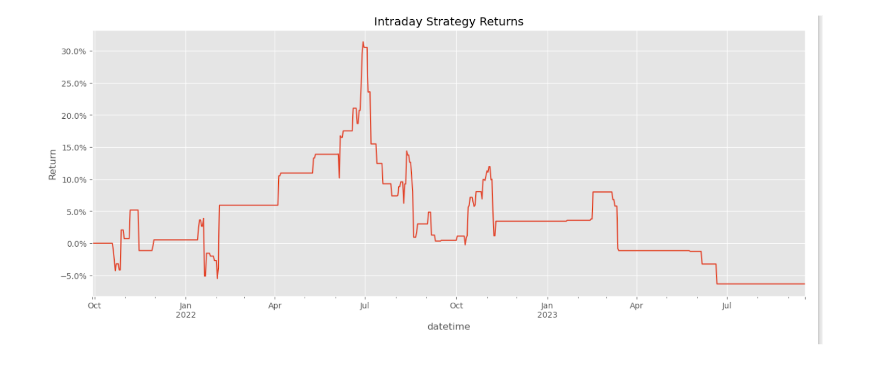 Intraday Strategy Returns
30.0%
25.0%
20.0%
15.0%
10.0%
5.0%
0.0%
−5.0%
Return
Oct Jan Apr Jul Oct Jan Apr Jul
2022 2023
datetime